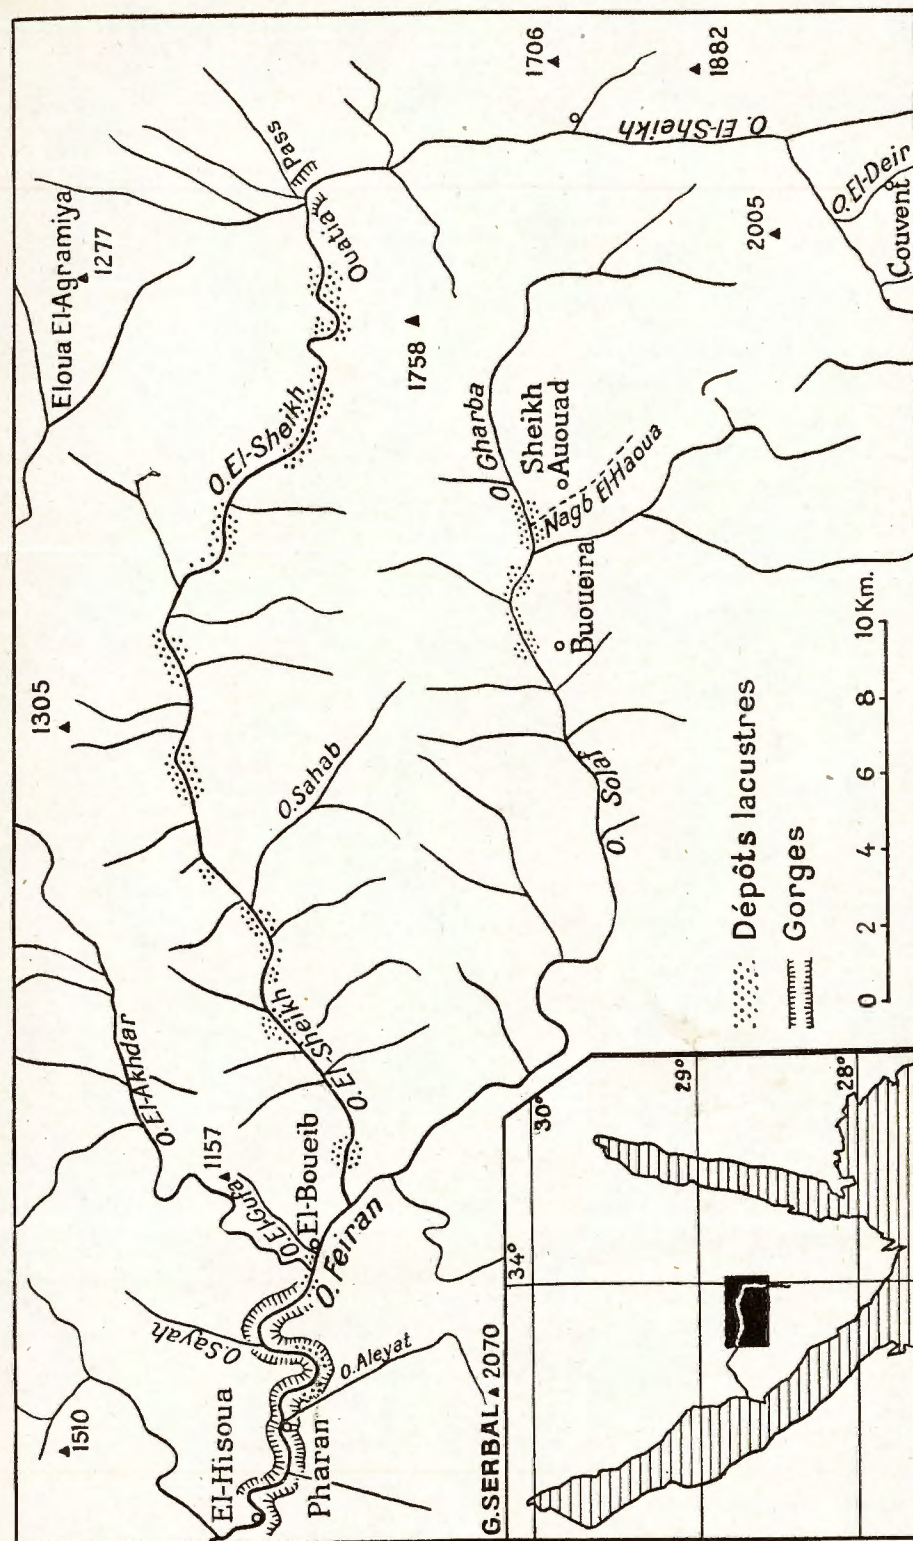 1510
O. Sayah
El-Hisoua
Pharan
O. Aleyat
G. SERBAL 2070
O. El-Akhdar
1157
O. El Gufa
El-Boueib
O. Feiran
O. El-Sheikh
O. Sahab
1305
O. El-Sheikh
Eloua El-Agramiya
1277
Pass
Ouatia
1758
O. Gharba
Sheikh
Auouad
Nagb El-Haoua
Buoueira
O. Solaf
1706
1882
O. El-Sheikh
2005
O. El-Deir
Couvent
Dépôts lacustres
Gorges
0 2 4 6 8 10 Km.
34°
30°
29°
28°